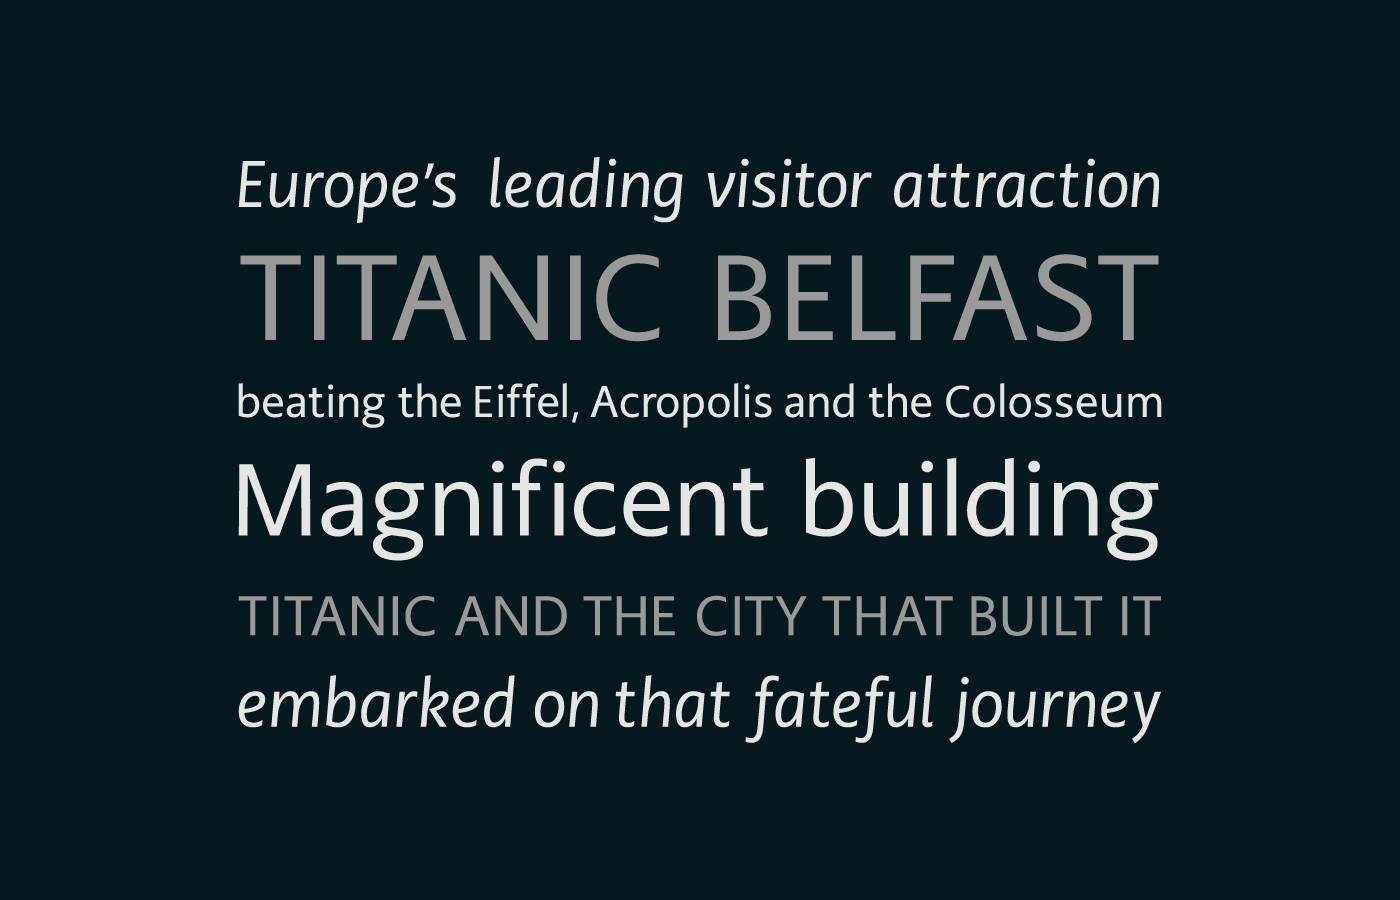 Europe’s leading visitor attraction
TITANIC BELFAST
beating the Eiffel, Acropolis and the Colosseum
Magnificent building
TITANIC AND THE CITY THAT BUILT IT
embarked on that fateful journey